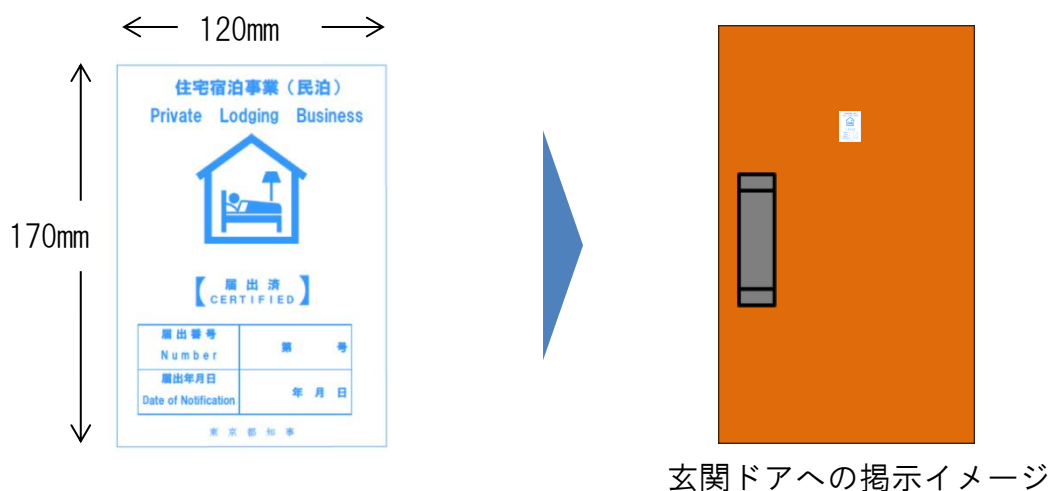 120mm
170mm
住宅宿泊事業（民泊）
Private Lodging Business
【届出済
CERTIFIED】
届出番号
Number
第 号
届出年月日
Date of Notification
年 月 日
東京都知事
玄関ドアへの掲示イメージ